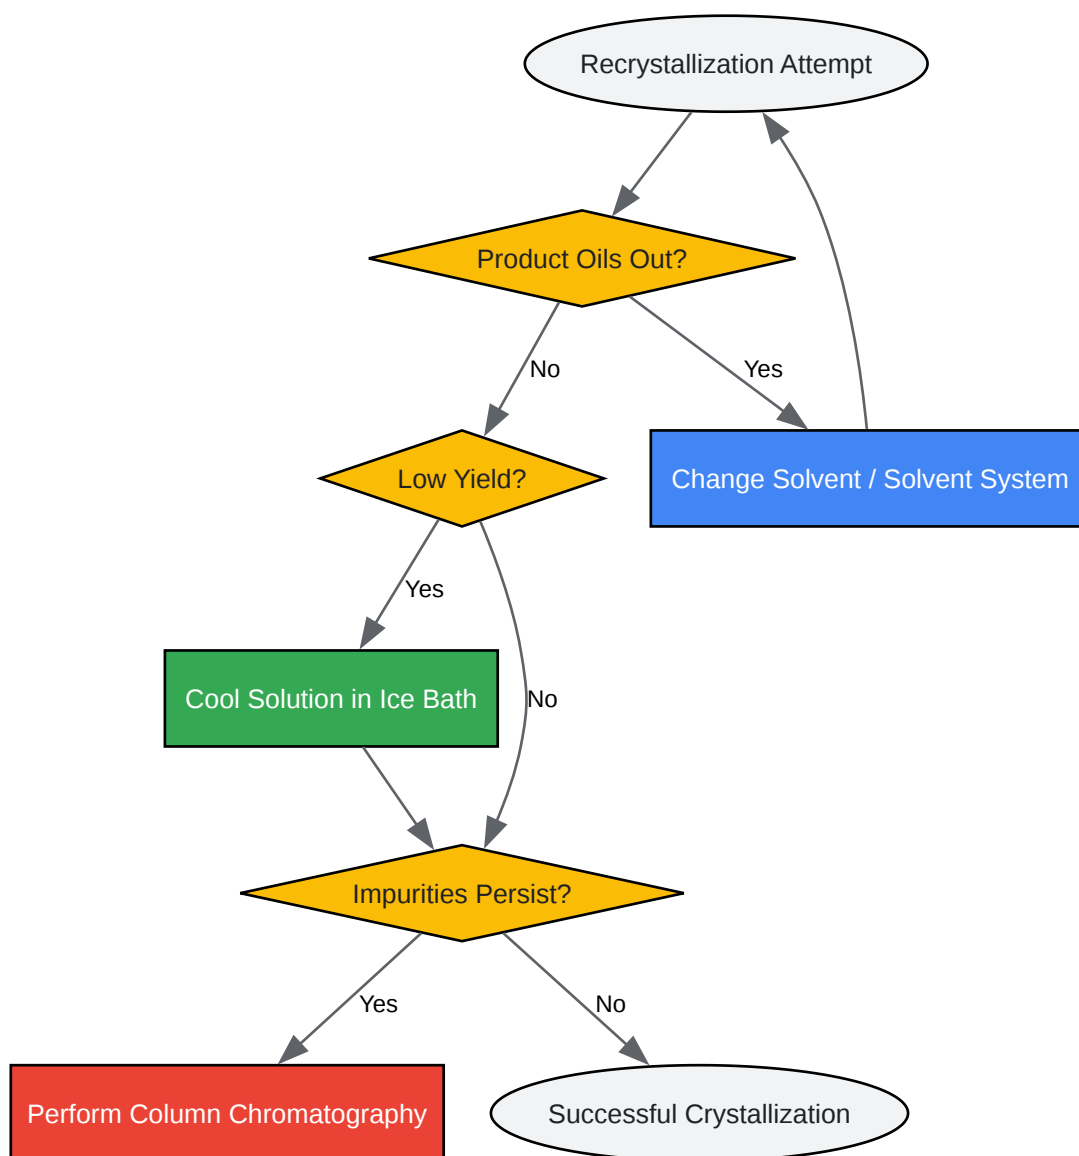 Recrystallization Attempt
Product Oils Out?
No
Yes
Low Yield?
Change Solvent / Solvent System
Yes
Cool Solution in Ice Bath
No
Impurities Persist?
Yes
No
Perform Column Chromatography
Successful Crystallization